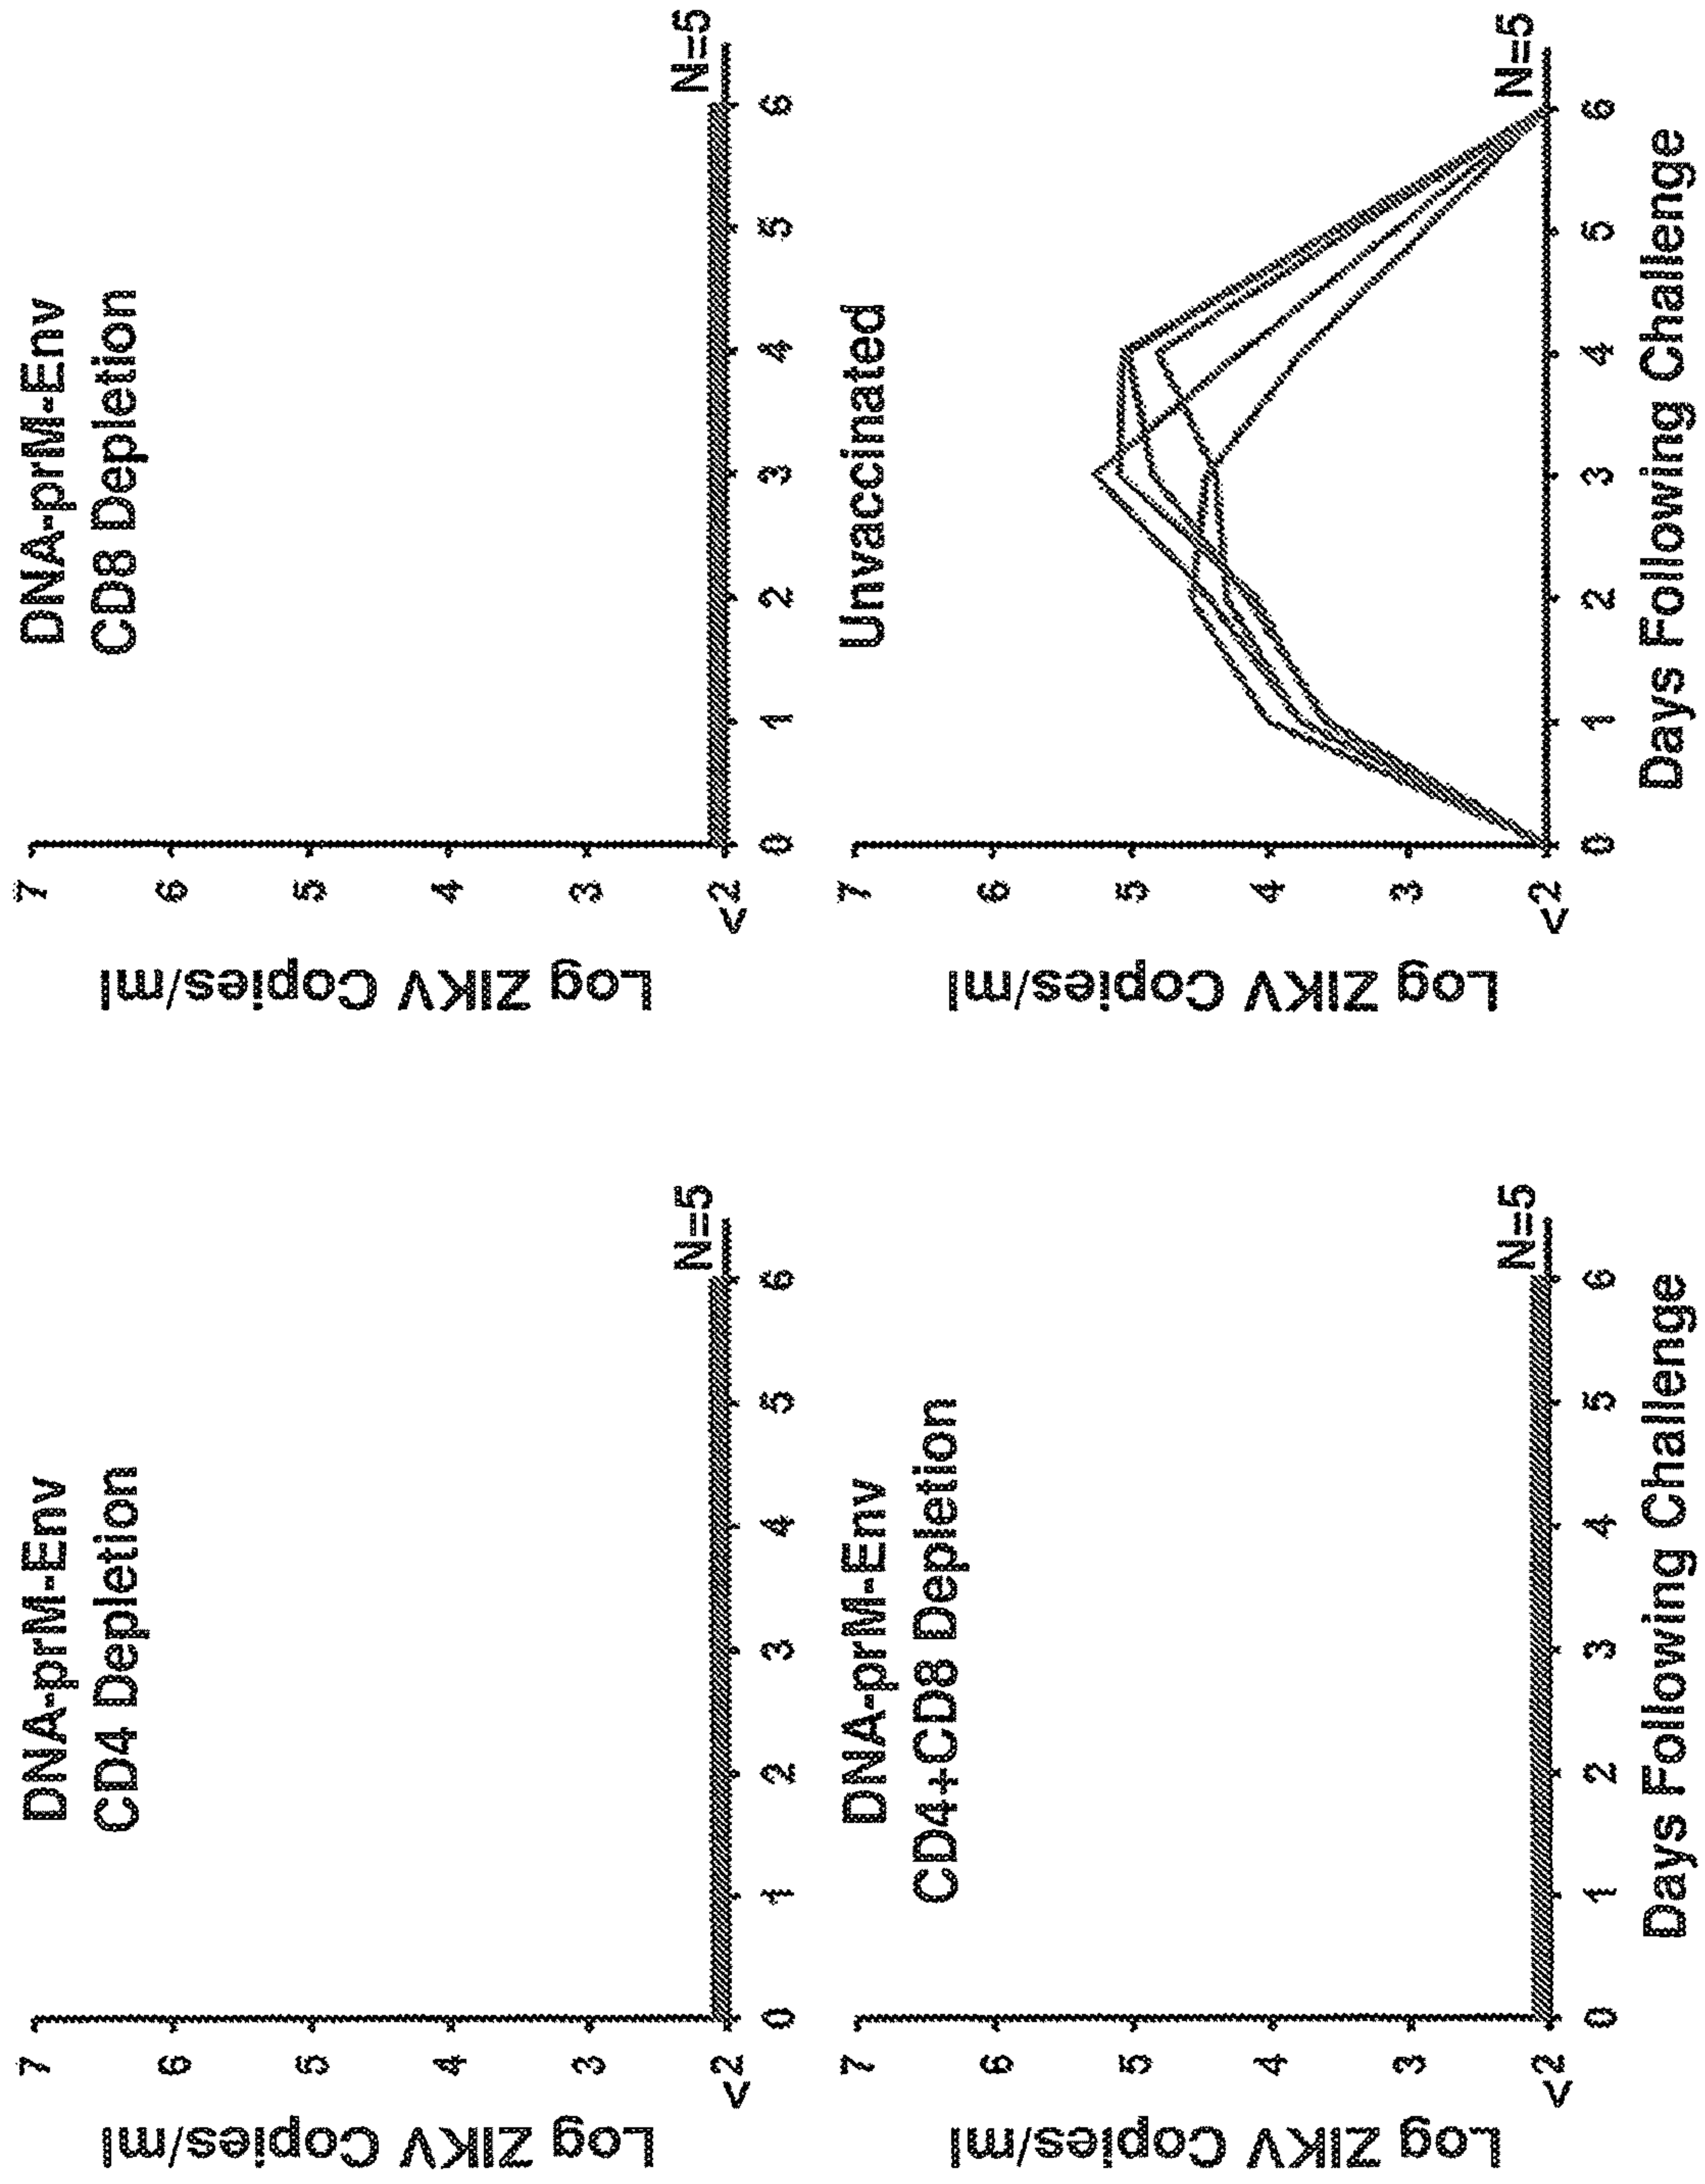 DNA-prM-Env
CD4 Depletion
Log ZIKV Copies/ml
7
6
5
4
3
<2
N=5
0 1 2 3 4 5 6
DNA-prM-Env
CD8 Depletion
Log ZIKV Copies/ml
7
6
5
4
3
<2
N=5
0 1 2 3 4 5 6
DNA-prM-Env
CD4+CD8 Depletion
Log ZIKV Copies/ml
7
6
5
4
3
<2
N=5
0 1 2 3 4 5 6
Days Following Challenge
Unvaccinated
Log ZIKV Copies/ml
7
6
5
4
3
<2
N=5
0 1 2 3 4 5 6
Days Following Challenge